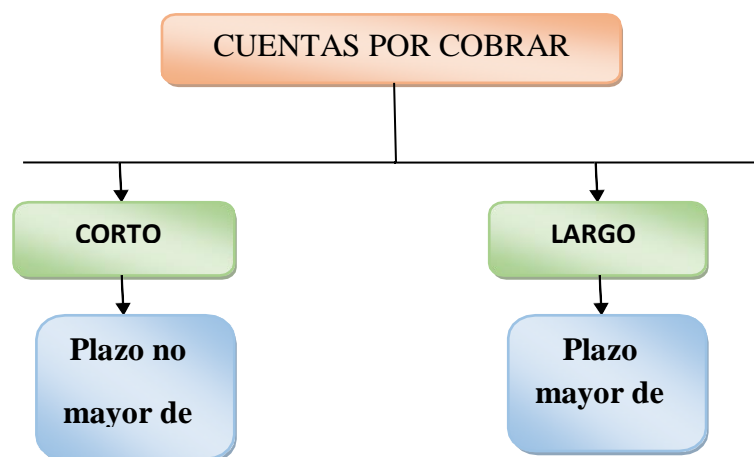 CUENTAS POR COBRAR
CORTO
LARGO
Plazo no
mayor de
Plazo
mayor de